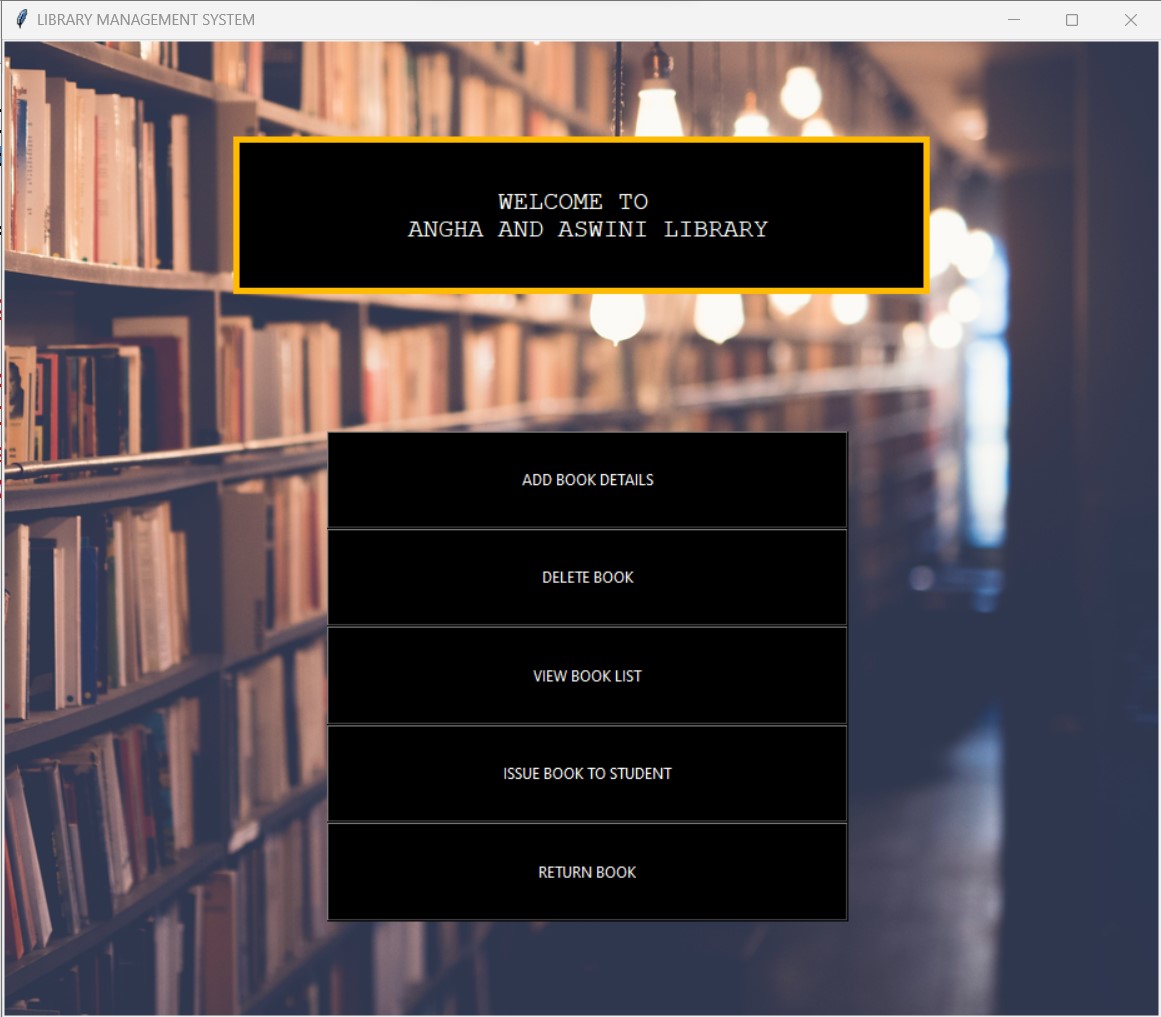 LIBRARY MANAGEMENT SYSTEM
WELCOME TO
ANGHA AND ASWINI LIBRARY
ADD BOOK DETAILS
DELETE BOOK
VIEW BOOK LIST
ISSUE BOOK TO STUDENT
RETURN BOOK